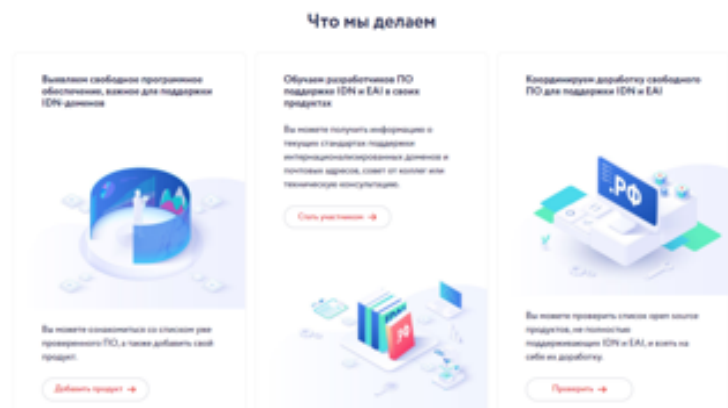 Что мы делаем
Выявляем свободное программное
обеспечение, важное для поддержки
IDN-доменов
Вы можете ознакомиться со списком уже
проверенного ПО, а также добавить свой
продукт.
Добавить продукт →
Обучаем разработчиков ПО
поддержке IDN и EAI в своих
продуктах
Вы можете получить информацию о
текущих стандартах поддержки
интернационализированных доменов и
почтовых адресов, совет от коллег или
техническую консультацию.
Стать участником →
.РФ
Координируем доработку свободного
ПО для поддержки IDN и EAI
.РФ
Вы можете проверить список open source
продуктов, не полностью
поддерживающих IDN и EAI, и взять на
себя их доработку.
Проверить →